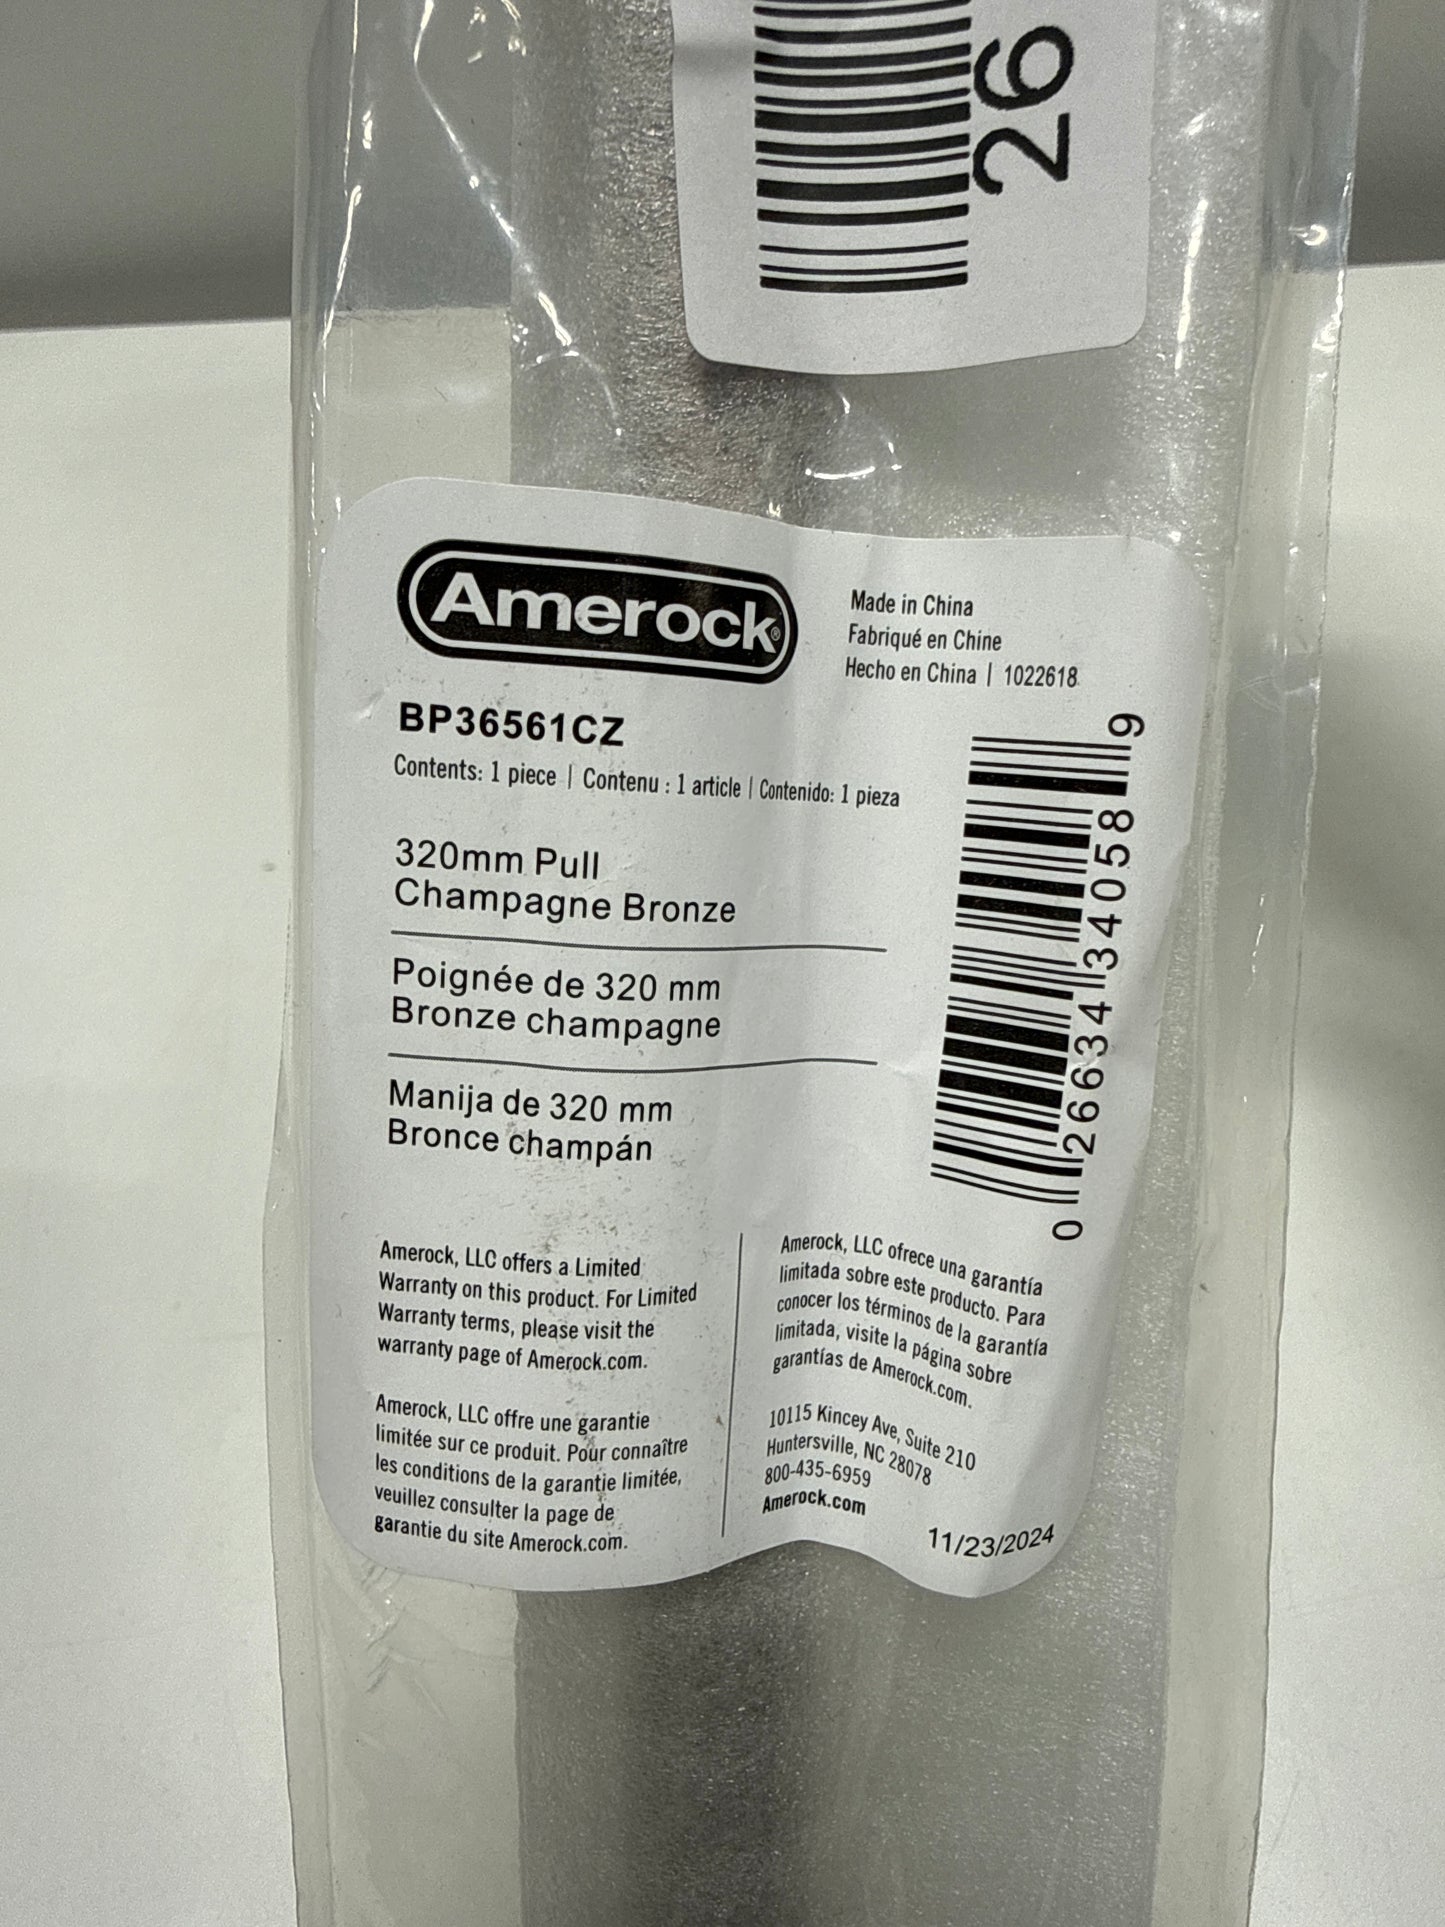 26
Amerock®
Made in China
Fabriqué en Chine
Hecho en China | 1022618
BP36561CZ
Contents: 1 piece | Contenu : 1 article | Contenido: 1 pieza
320mm Pull
Champagne Bronze
Poignée de 320 mm
Bronze champagne
Manija de 320 mm
Bronce champán
0 26634 34058 9
Amerock, LLC offers a Limited
Warranty on this product. For Limited
Warranty terms, please visit the
warranty page of Amerock.com.
Amerock, LLC offre une garantie
limitée sur ce produit. Pour connaître
les conditions de la garantie limitée,
veuillez consulter la page de
garantie du site Amerock.com.
Amerock, LLC ofrece una garantía
limitada sobre este producto. Para
conocer los términos de la garantía
limitada, visite la página sobre
garantías de Amerock.com.
10115 Kincey Ave, Suite 210
Huntersville, NC 28078
800-435-6959
Amerock.com
11/23/2024